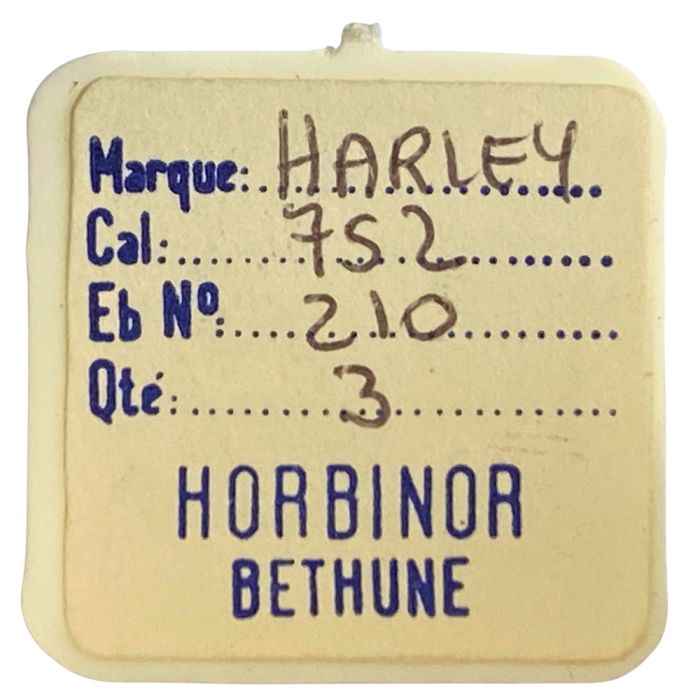 Marque: HARLEY
Cal: 752
Eb Nº: 210
Qté: 3
HORBINOR
BETHUNE